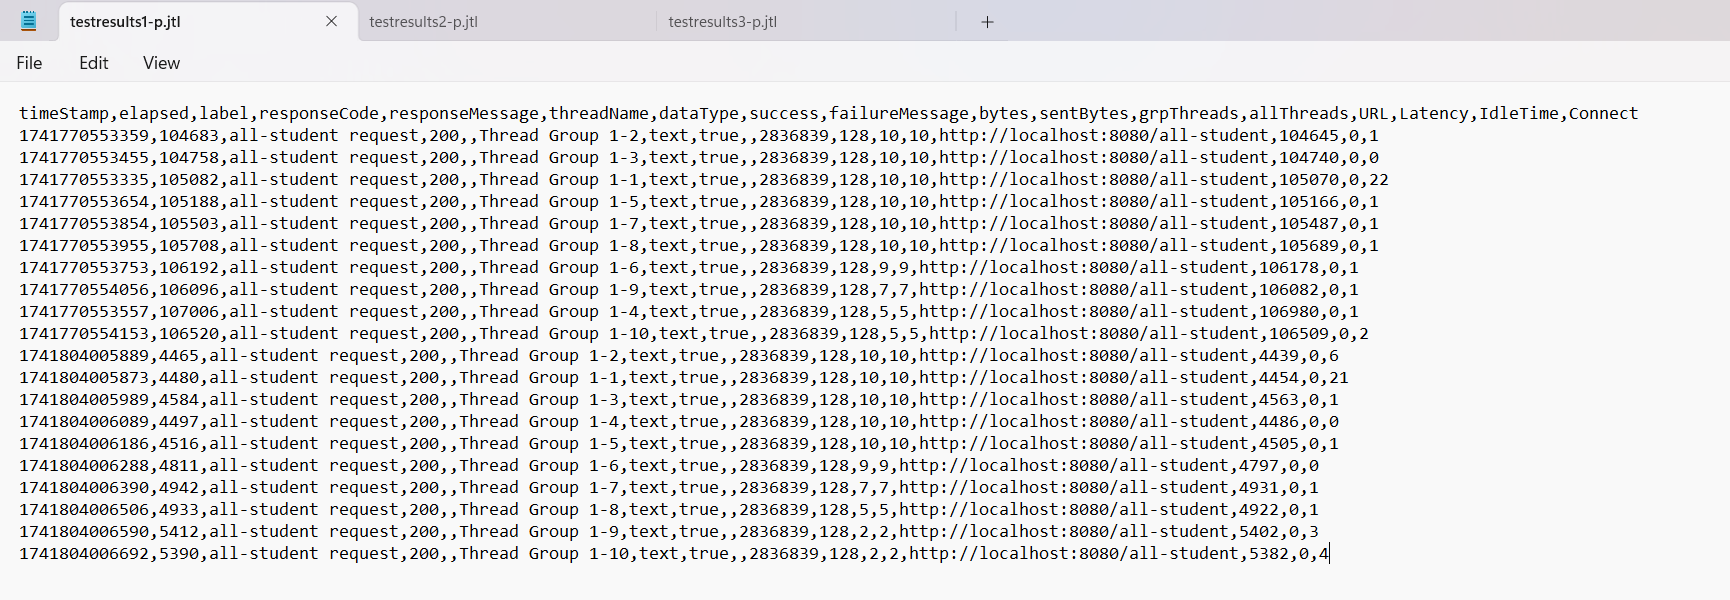 testresults1-p.jtl
testresults2-p.jtl
testresults3-p.jtl
File Edit View
timeStamp,elapsed,label,responseCode,responseMessage,threadName,dataType,success,failureMessage,bytes,sentBytes,grpThreads,allThreads,URL,Latency,IdleTime,Connect
1741770553359,104683,all-student request,200,,Thread Group 1-2,text,true,,2836839,128,10,10,http://localhost:8080/all-student,104645,0,1
1741770553455,104758,all-student request,200,,Thread Group 1-3,text,true,,2836839,128,10,10,http://localhost:8080/all-student,104740,0,0
1741770553335,105082,all-student request,200,,Thread Group 1-1,text,true,,2836839,128,10,10,http://localhost:8080/all-student,105070,0,22
1741770553654,105188,all-student request,200,,Thread Group 1-5,text,true,,2836839,128,10,10,http://localhost:8080/all-student,105166,0,1
1741770553854,105503,all-student request,200,,Thread Group 1-7,text,true,,2836839,128,10,10,http://localhost:8080/all-student,105487,0,1
1741770553955,105708,all-student request,200,,Thread Group 1-8,text,true,,2836839,128,10,10,http://localhost:8080/all-student,105689,0,1
1741770553753,106192,all-student request,200,,Thread Group 1-6,text,true,,2836839,128,9,9,http://localhost:8080/all-student,106178,0,1
1741770554056,106096,all-student request,200,,Thread Group 1-9,text,true,,2836839,128,7,7,http://localhost:8080/all-student,106082,0,1
1741770553557,107006,all-student request,200,,Thread Group 1-4,text,true,,2836839,128,5,5,http://localhost:8080/all-student,106980,0,1
1741770554153,106520,all-student request,200,,Thread Group 1-10,text,true,,2836839,128,5,5,http://localhost:8080/all-student,106509,0,2
1741804005889,4465,all-student request,200,,Thread Group 1-2,text,true,,2836839,128,10,10,http://localhost:8080/all-student,4439,0,6
1741804005873,4480,all-student request,200,,Thread Group 1-1,text,true,,2836839,128,10,10,http://localhost:8080/all-student,4454,0,21
1741804005989,4584,all-student request,200,,Thread Group 1-3,text,true,,2836839,128,10,10,http://localhost:8080/all-student,4563,0,1
1741804006089,4497,all-student request,200,,Thread Group 1-4,text,true,,2836839,128,10,10,http://localhost:8080/all-student,4486,0,0
1741804006186,4516,all-student request,200,,Thread Group 1-5,text,true,,2836839,128,10,10,http://localhost:8080/all-student,4505,0,1
1741804006288,4811,all-student request,200,,Thread Group 1-6,text,true,,2836839,128,9,9,http://localhost:8080/all-student,4797,0,0
1741804006390,4942,all-student request,200,,Thread Group 1-7,text,true,,2836839,128,7,7,http://localhost:8080/all-student,4931,0,1
1741804006506,4933,all-student request,200,,Thread Group 1-8,text,true,,2836839,128,5,5,http://localhost:8080/all-student,4922,0,1
1741804006590,5412,all-student request,200,,Thread Group 1-9,text,true,,2836839,128,2,2,http://localhost:8080/all-student,5402,0,3
1741804006692,5390,all-student request,200,,Thread Group 1-10,text,true,,2836839,128,2,2,http://localhost:8080/all-student,5382,0,4